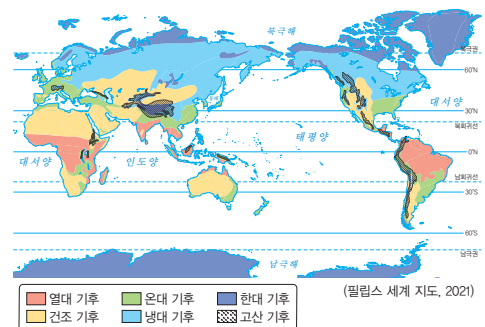 북극해
북극권
60°N
대서양
30°N
북회귀선
태평양
대서양
인도양
0°N
남회귀선
30°S
60°S
남극권
남극해
(필립스 세계 지도, 2021)
열대 기후 온대 기후 한대 기후
건조 기후 냉대 기후 고산 기후